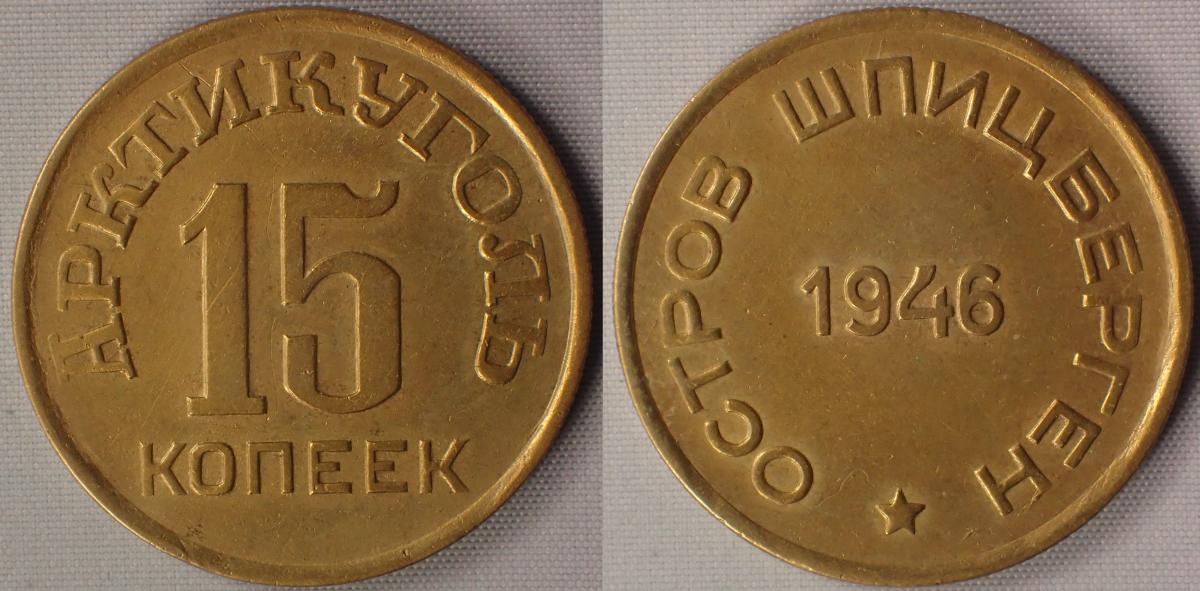 АРКТИКУГОЛЬ
15
КОПЕЕК
ОСТРОВ ШПИЦБЕРГЕН
1946